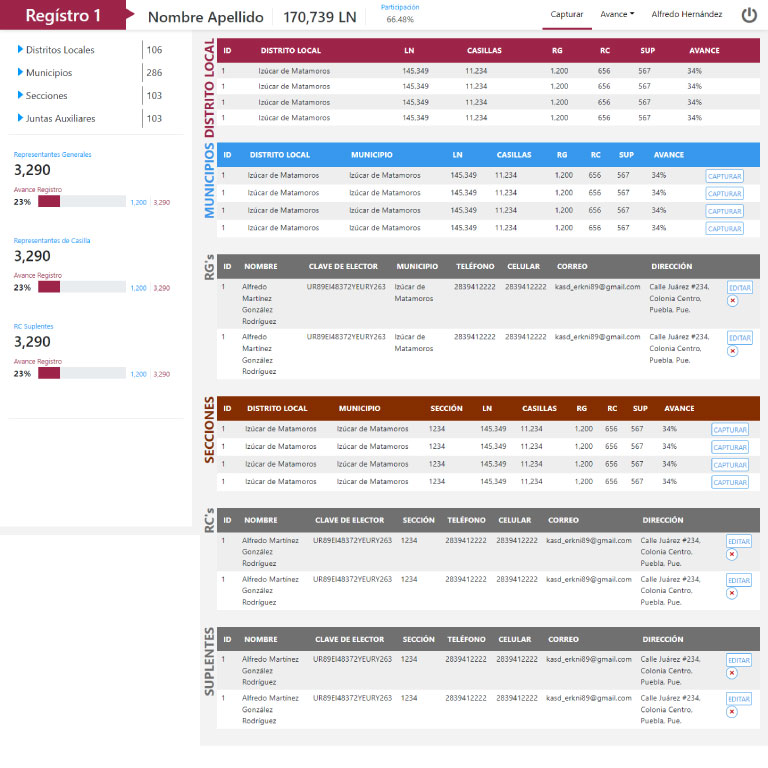 Regístro 1
Nombre Apellido
170,739 LN
Participación
66.48%
Capturar
Avance
Alfredo Hernández
Distritos Locales 106
Municipios 286
Secciones 103
Juntas Auxiliares 103
Representantes Generales
3,290
Avance Registro
23% 1,200 3,290
Representantes de Casilla
3,290
Avance Registro
23% 1,200 3,290
RC Suplentes
3,290
Avance Registro
23% 1,200 3,290
DISTRITO LOCAL
ID DISTRITO LOCAL LN CASILLAS RG RC SUP AVANCE
1 Izúcar de Matamoros 145,349 11,234 1,200 656 567 34%
1 Izúcar de Matamoros 145,349 11,234 1,200 656 567 34%
1 Izúcar de Matamoros 145,349 11,234 1,200 656 567 34%
1 Izúcar de Matamoros 145,349 11,234 1,200 656 567 34%
MUNICIPIOS
ID DISTRITO LOCAL MUNICIPIO LN CASILLAS RG RC SUP AVANCE
1 Izúcar de Matamoros Izúcar de Matamoros 145,349 11,234 1,200 656 567 34% CAPTURAR
1 Izúcar de Matamoros Izúcar de Matamoros 145,349 11,234 1,200 656 567 34% CAPTURAR
1 Izúcar de Matamoros Izúcar de Matamoros 145,349 11,234 1,200 656 567 34% CAPTURAR
1 Izúcar de Matamoros Izúcar de Matamoros 145,349 11,234 1,200 656 567 34% CAPTURAR
RG's
ID NOMBRE CLAVE DE ELECTOR MUNICIPIO TELÉFONO CELULAR CORREO DIRECCIÓN
1 Alfredo UR89EI48372YEURY263 Izúcar de 2839412222 2839412222 kasd_erkni89@gmail.com Calle Juárez #234, EDITAR
Martínez Matamoros Colonia Centro,
González Puebla, Pue.
Rodríguez
1 Alfredo UR89EI48372YEURY263 Izúcar de 2839412222 2839412222 kasd_erkni89@gmail.com Calle Juárez #234, EDITAR
Martínez Matamoros Colonia Centro,
González Puebla, Pue.
Rodríguez
SECCIONES
ID DISTRITO LOCAL MUNICIPIO SECCIÓN LN CASILLAS RG RC SUP AVANCE
1 Izúcar de Matamoros Izúcar de Matamoros 1234 145,349 11,234 1,200 656 567 34% CAPTURAR
1 Izúcar de Matamoros Izúcar de Matamoros 1234 145,349 11,234 1,200 656 567 34% CAPTURAR
1 Izúcar de Matamoros Izúcar de Matamoros 1234 145,349 11,234 1,200 656 567 34% CAPTURAR
1 Izúcar de Matamoros Izúcar de Matamoros 1234 145,349 11,234 1,200 656 567 34% CAPTURAR
RC's
ID NOMBRE CLAVE DE ELECTOR SECCIÓN TELÉFONO CELULAR CORREO DIRECCIÓN
1 Alfredo Martínez UR89EI48372YEURY263 1234 2839412222 2839412222 kasd_erkni89@gmail.com Calle Juárez #234, EDITAR
González Colonia Centro,
Rodríguez Puebla, Pue.
1 Alfredo Martínez UR89EI48372YEURY263 1234 2839412222 2839412222 kasd_erkni89@gmail.com Calle Juárez #234, EDITAR
González Colonia Centro,
Rodríguez Puebla, Pue.
SUPLENTES
ID NOMBRE CLAVE DE ELECTOR SECCIÓN TELÉFONO CELULAR CORREO DIRECCIÓN
1 Alfredo Martínez UR89EI48372YEURY263 1234 2839412222 2839412222 kasd_erkni89@gmail.com Calle Juárez #234, EDITAR
González Colonia Centro,
Rodríguez Puebla, Pue.
1 Alfredo Martínez UR89EI48372YEURY263 1234 2839412222 2839412222 kasd_erkni89@gmail.com Calle Juárez #234, EDITAR
González Colonia Centro,
Rodríguez Puebla, Pue.